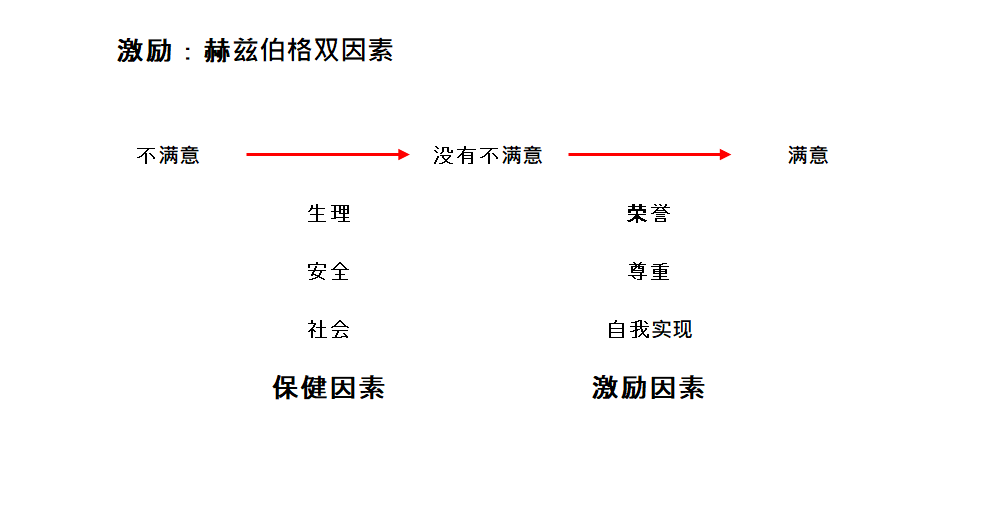 激励：赫兹伯格双因素
不满意 没有不满意 满意
生理 荣誉
安全 尊重
社会 自我实现
保健因素 激励因素